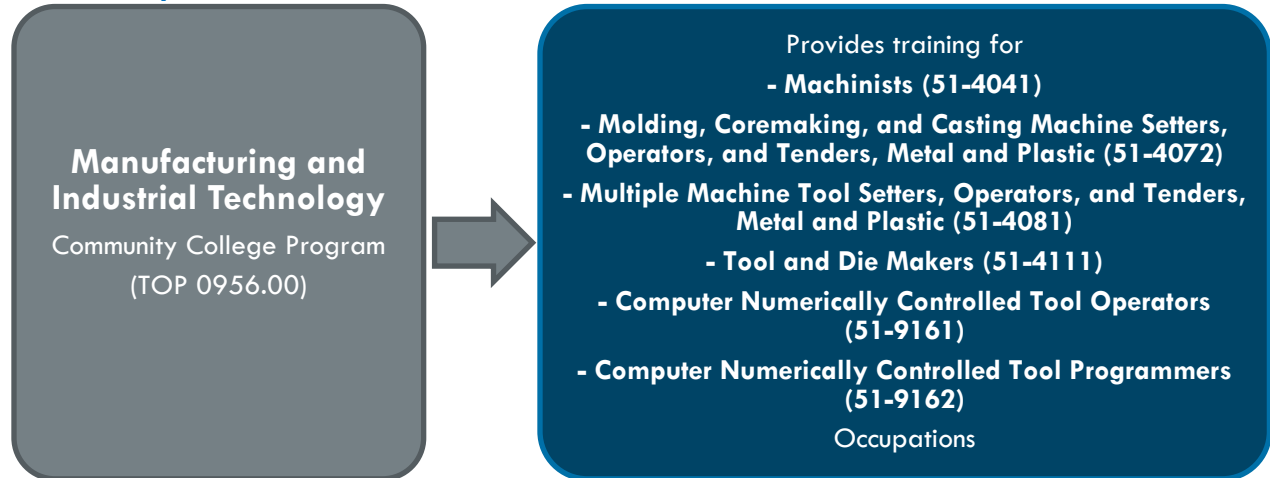 Manufacturing and
Industrial Technology
Community College Program
(TOP 0956.00)
Provides training for
- Machinists (51-4041)
- Molding, Coremaking, and Casting Machine Setters,
Operators, and Tenders, Metal and Plastic (51-4072)
- Multiple Machine Tool Setters, Operators, and Tenders,
Metal and Plastic (51-4081)
- Tool and Die Makers (51-4111)
- Computer Numerically Controlled Tool Operators
(51-9161)
- Computer Numerically Controlled Tool Programmers
(51-9162)
Occupations